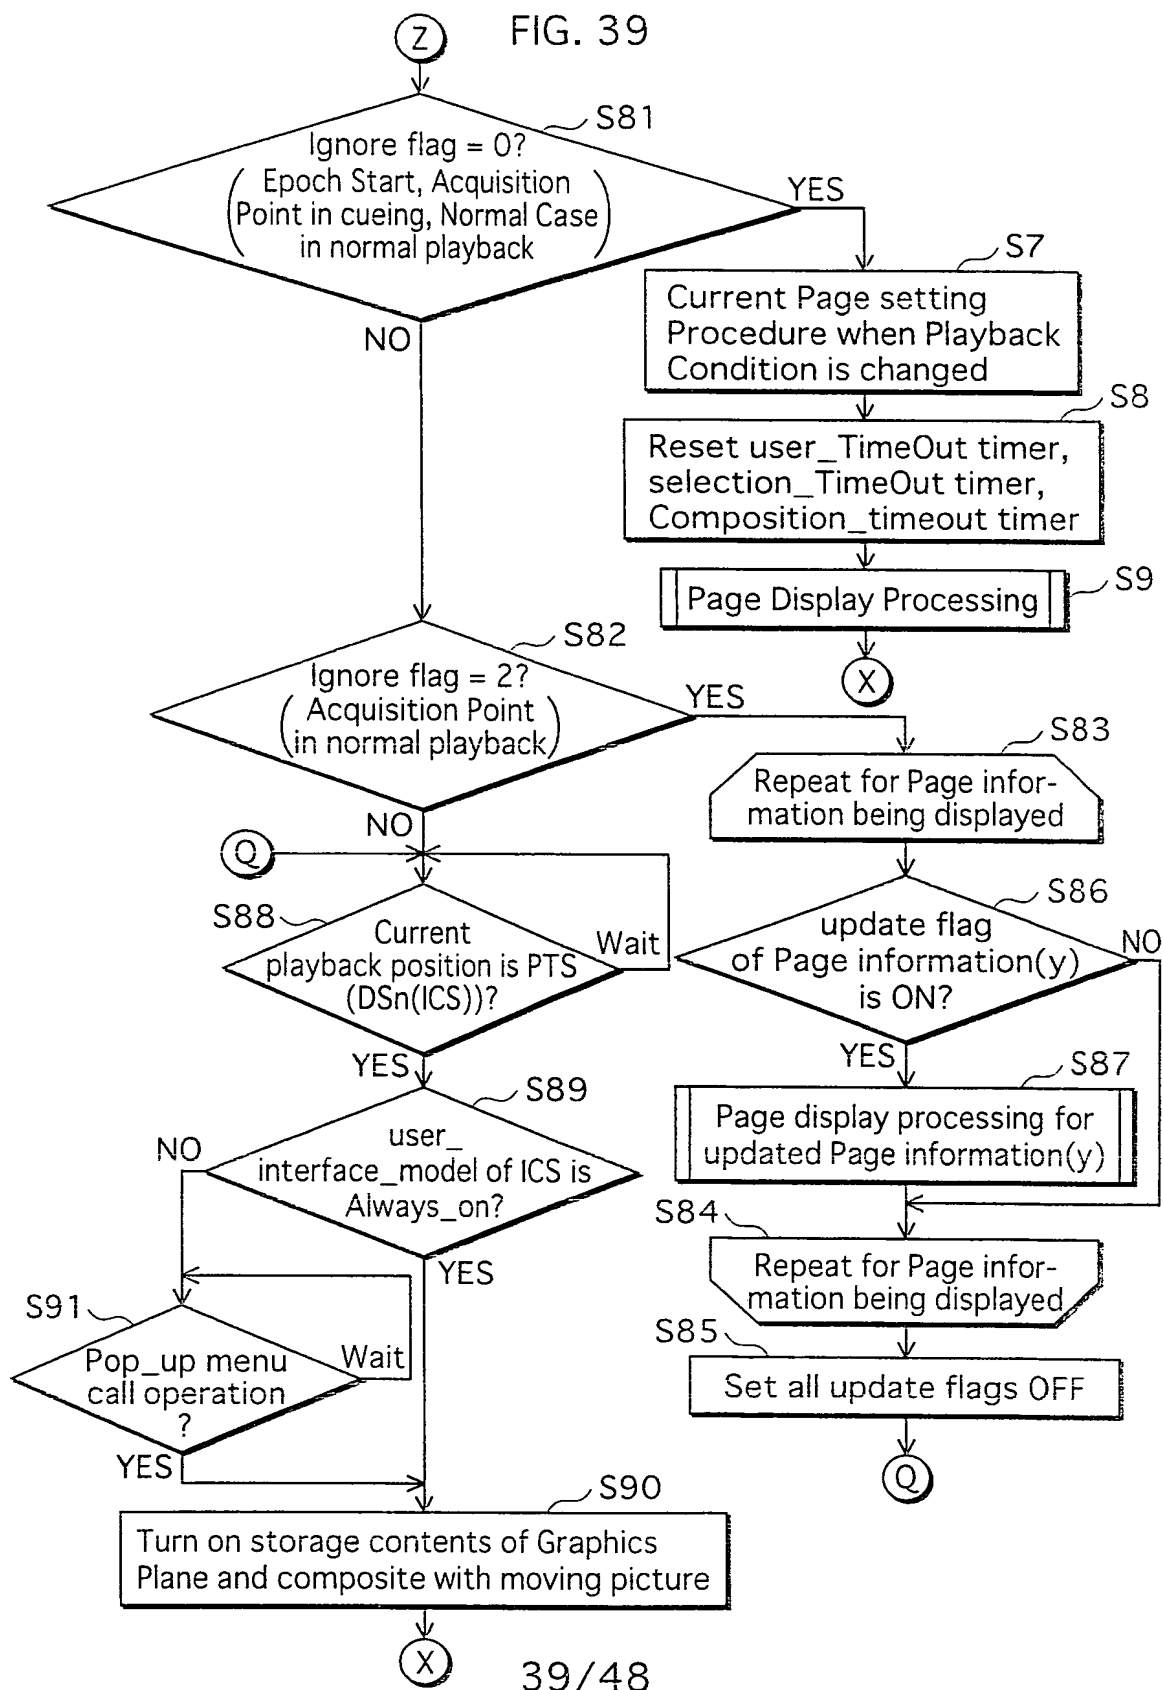 FIG. 39
Z
S81
Ignore flag = 0?
( Epoch Start, Acquisition
Point in cueing, Normal Case
in normal playback )
YES
NO
S7
Current Page setting
Procedure when Playback
Condition is changed
S8
Reset user_TimeOut timer,
selection_TimeOut timer,
Composition_timeout timer
S9
Page Display Processing
X
S82
Ignore flag = 2?
( Acquisition Point
in normal playback )
YES
NO
S83
Repeat for Page infor-
mation being displayed
Q
S88
Current
playback position is PTS
(DSn(ICS))?
Wait
YES
S86
update flag
of Page information(y)
is ON?
NO
YES
S87
Page display processing for
updated Page information(y)
S89
user_
interface_model of ICS is
Always_on?
NO
YES
S84
Repeat for Page infor-
mation being displayed
S85
Set all update flags OFF
Q
S91
Pop_up menu
call operation
?
Wait
YES
S90
Turn on storage contents of Graphics
Plane and composite with moving picture
X
39/48